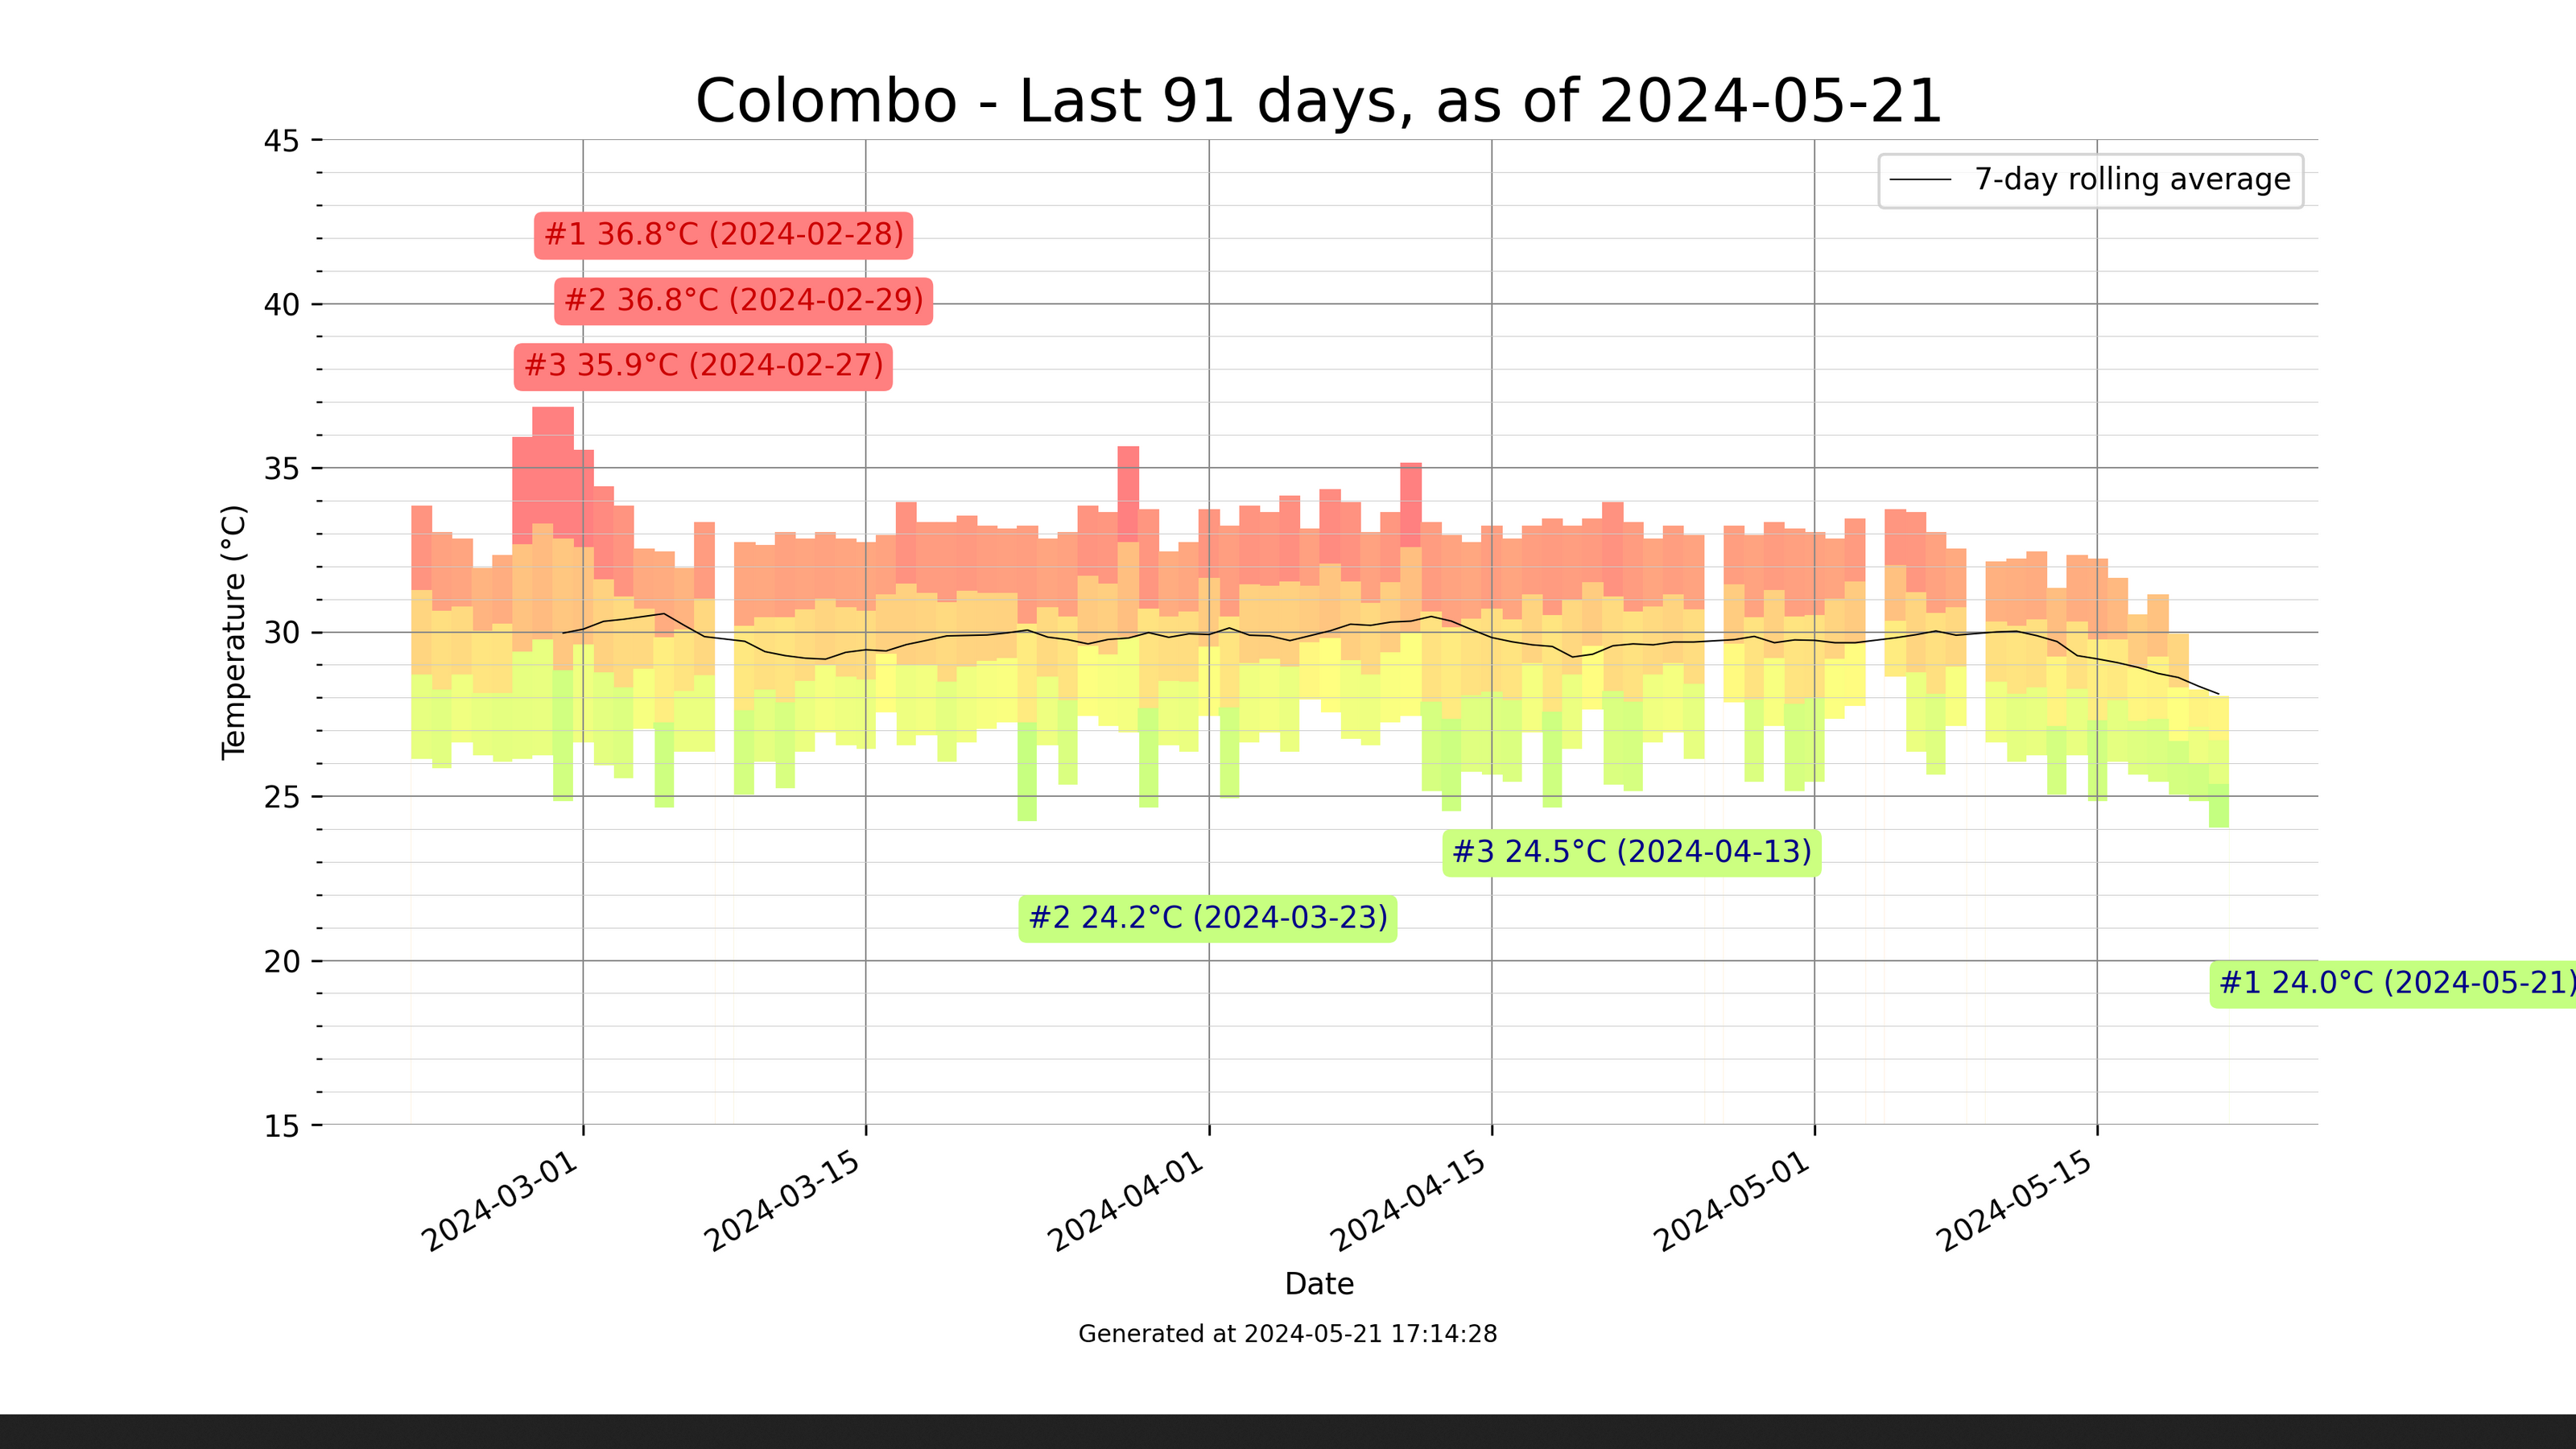 Colombo - Last 91 days, as of 2024-05-21
45
7-day rolling average
#1 36.8°C (2024-02-28)
#2 36.8°C (2024-02-29)
40
#3 35.9°C (2024-02-27)
35
Temperature (°C)
30
25
#3 24.5°C (2024-04-13)
#2 24.2°C (2024-03-23)
20
#1 24.0°C (2024-05-21)
15
2024-03-01
2024-03-15
2024-04-01
2024-04-15
2024-05-01
2024-05-15
Date
Generated at 2024-05-21 17:14:28